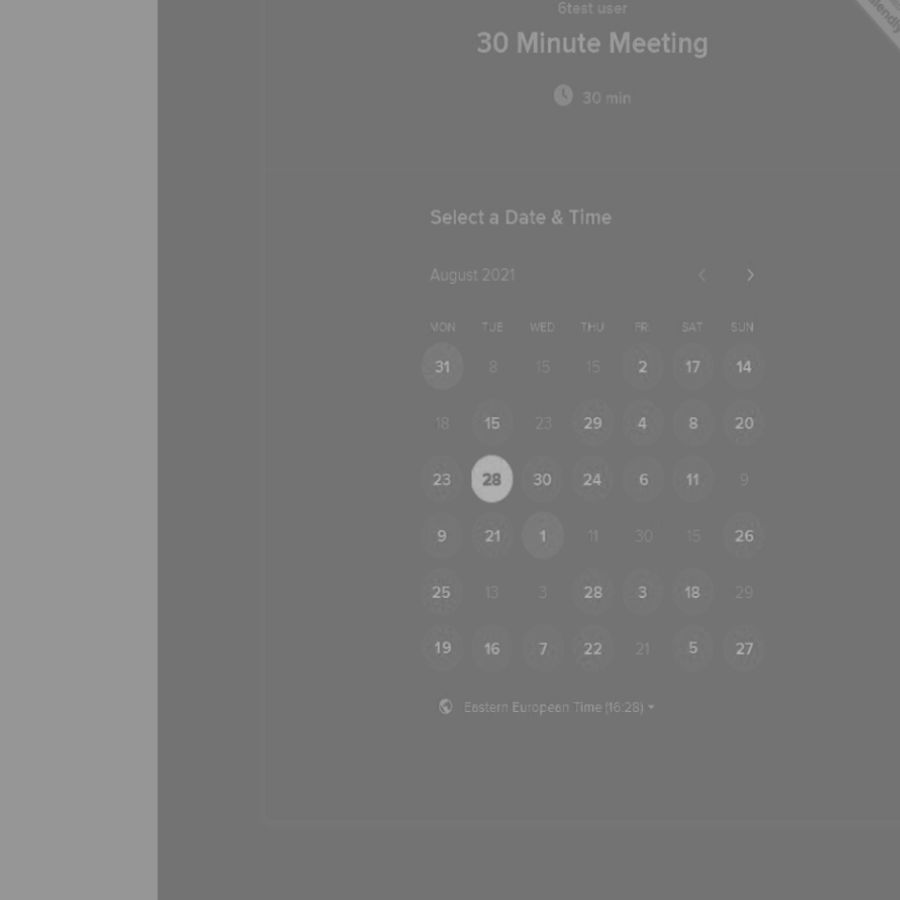 6test user
30 Minute Meeting
30 min
Select a Date & Time
August 2021
MON TUE WED THU FRI SAT SUN
31 8 15 15 2 17 14
18 15 23 29 4 8 20
23 28 30 24 6 11 9
9 21 1 11 30 15 26
25 13 3 28 3 18 29
19 16 7 22 21 5 27
Eastern European Time (16:28)